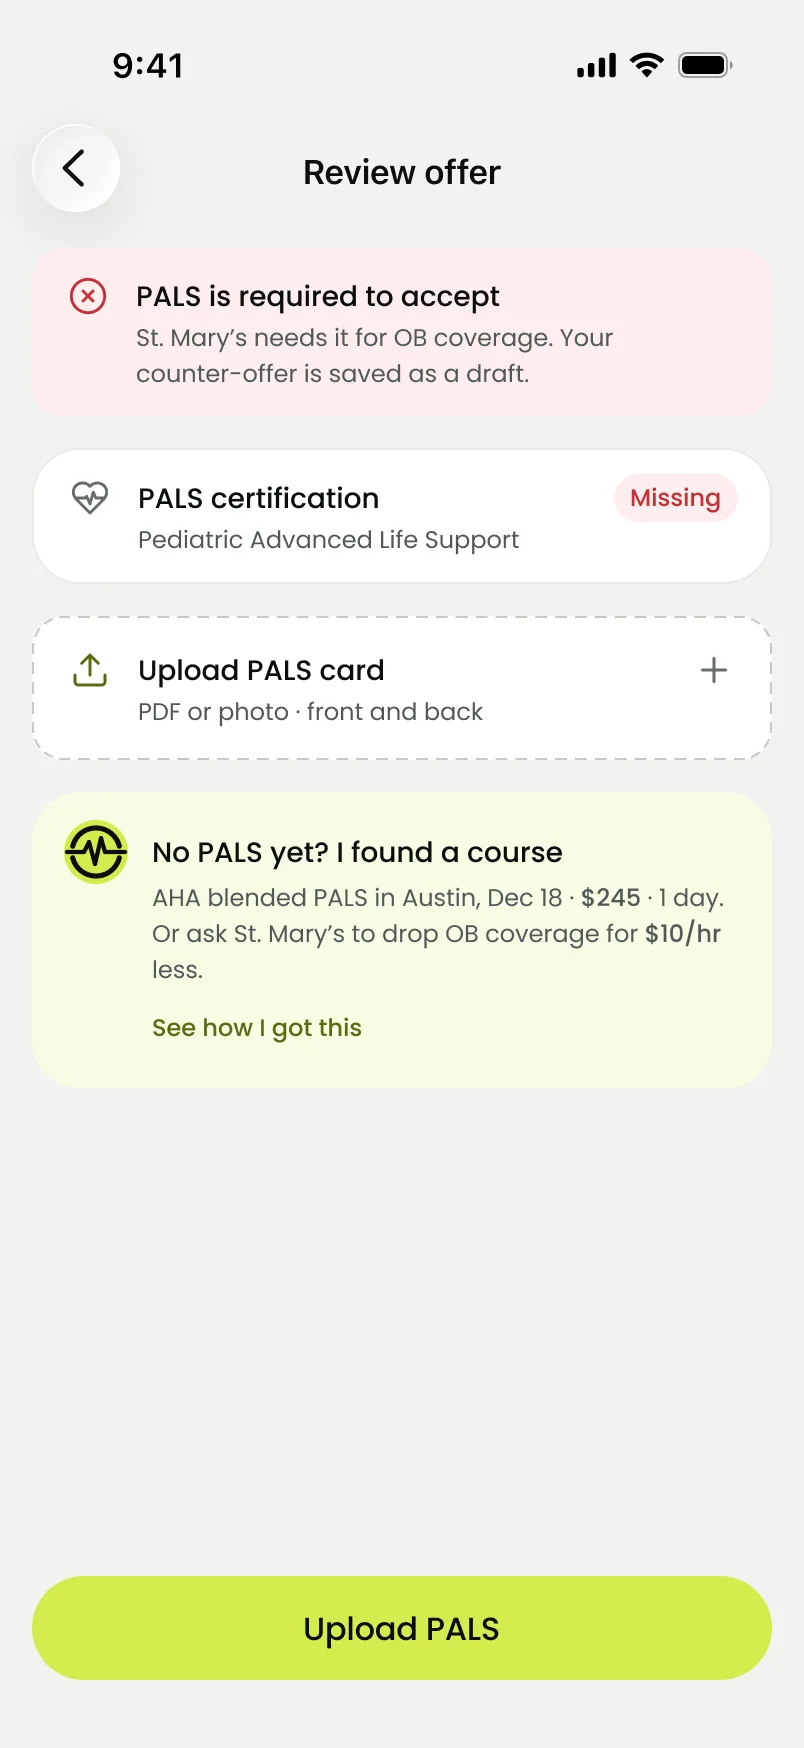 9:41
Review offer
PALS is required to accept
St. Mary’s needs it for OB coverage. Your
counter-offer is saved as a draft.
PALS certification
Missing
Pediatric Advanced Life Support
Upload PALS card
PDF or photo · front and back
No PALS yet? I found a course
AHA blended PALS in Austin, Dec 18 · $245 · 1 day.
Or ask St. Mary’s to drop OB coverage for $10/hr
less.
See how I got this
Upload PALS